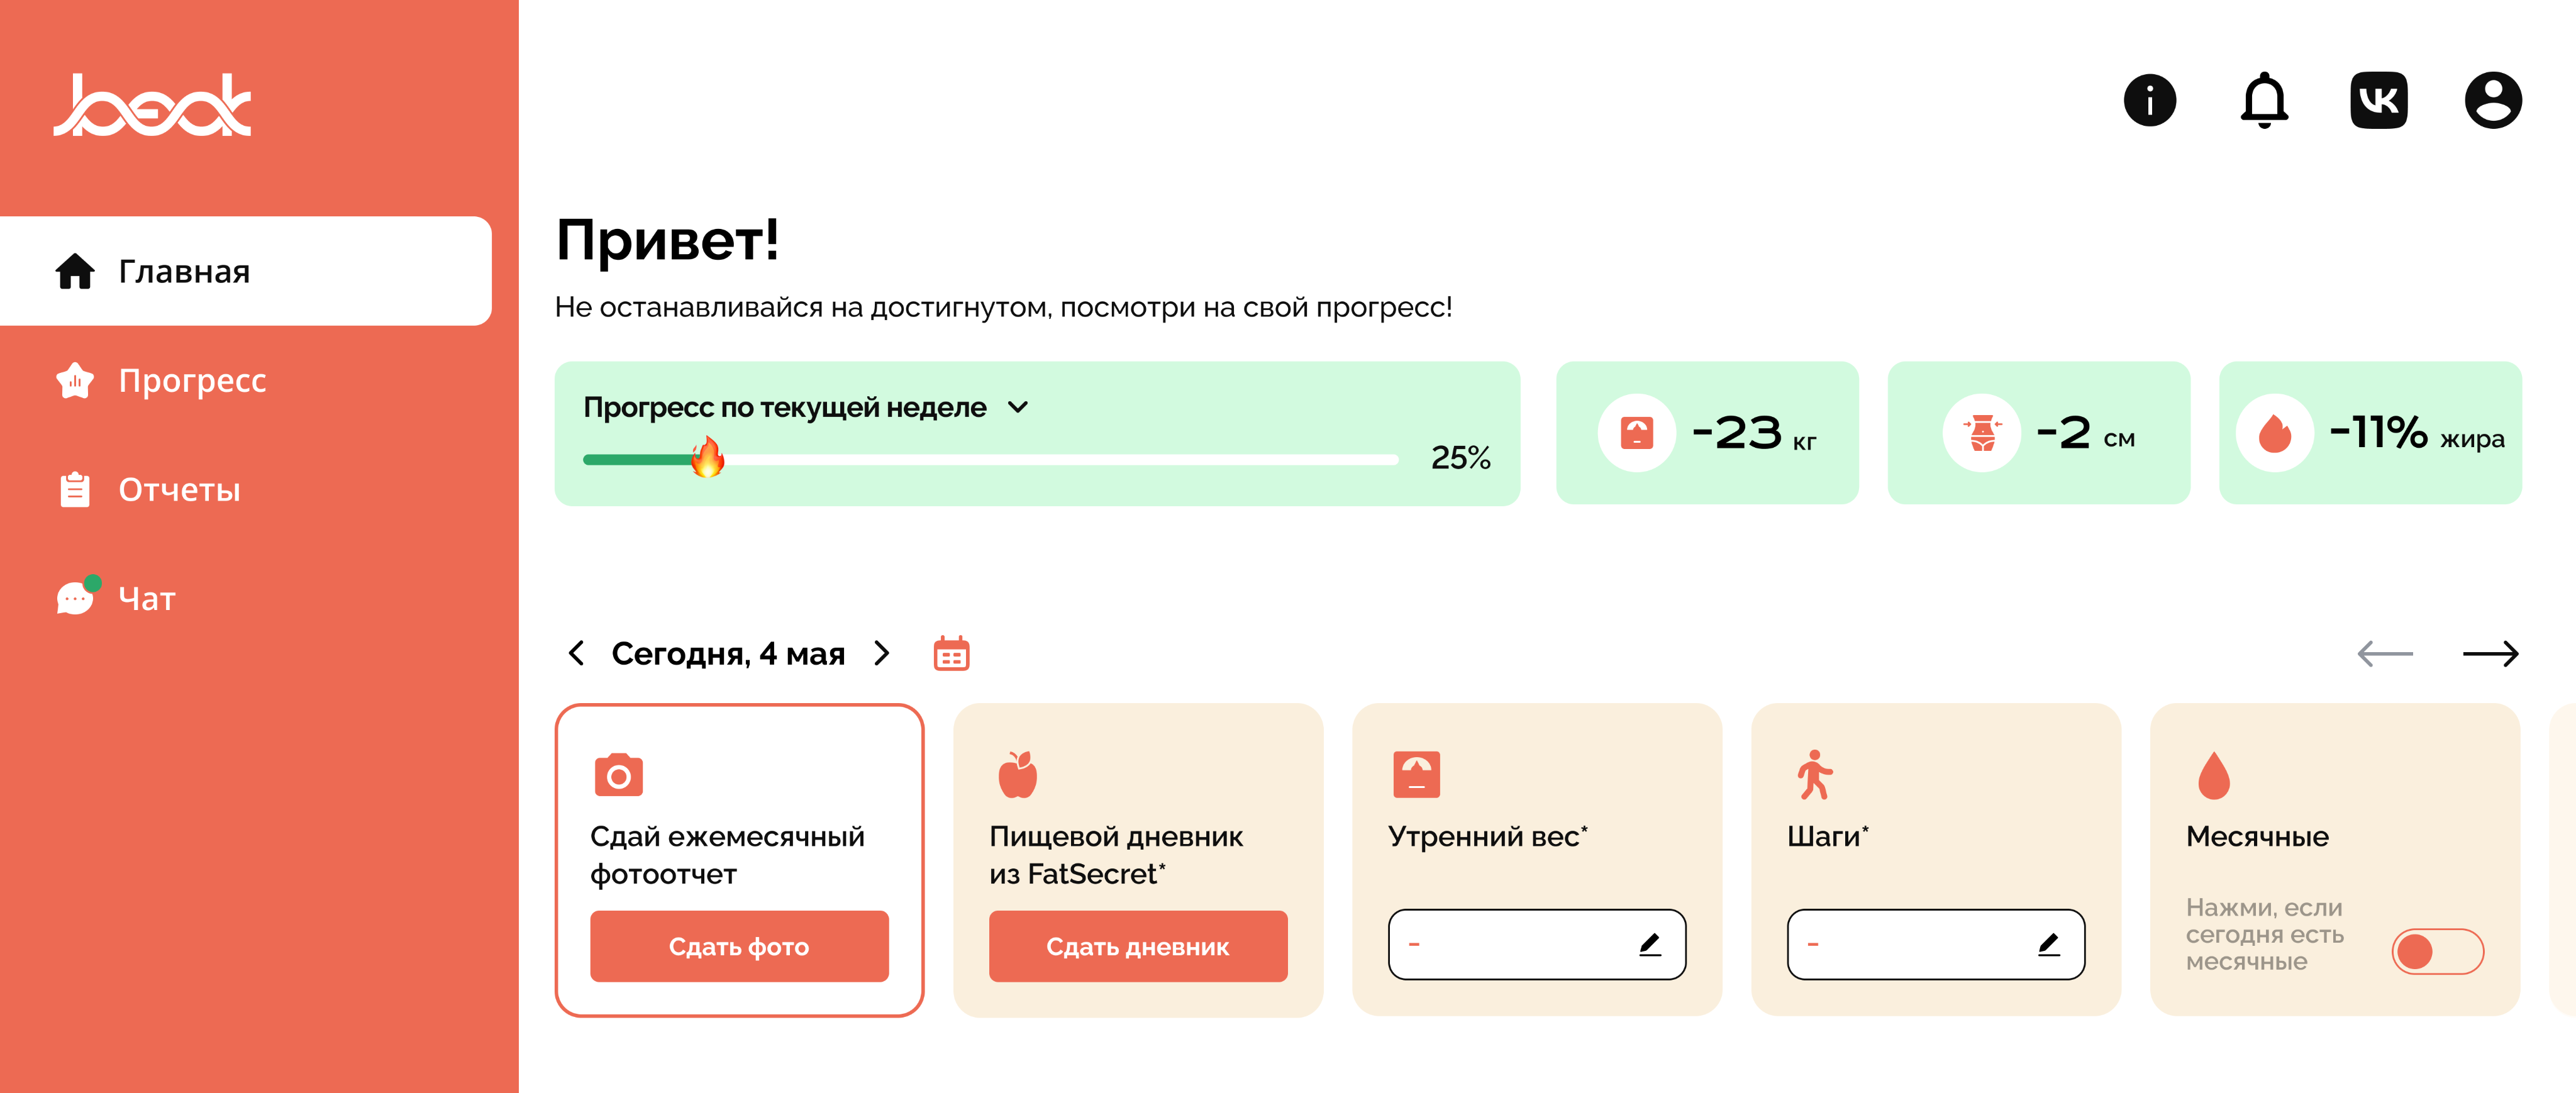 beak
Главная
Прогресс
Отчеты
Чат
Привет!
Не останавливайся на достигнутом, посмотри на свой прогресс!
Прогресс по текущей неделе
25%
-23 кг
-2 см
-11% жира
Сегодня, 4 мая
Сдай ежемесячный
фотоотчет
Сдать фото
Пищевой дневник
из FatSecret*
Сдать дневник
Утренний вес*
-
Шаги*
-
Месячные
Нажми, если
сегодня есть
месячные